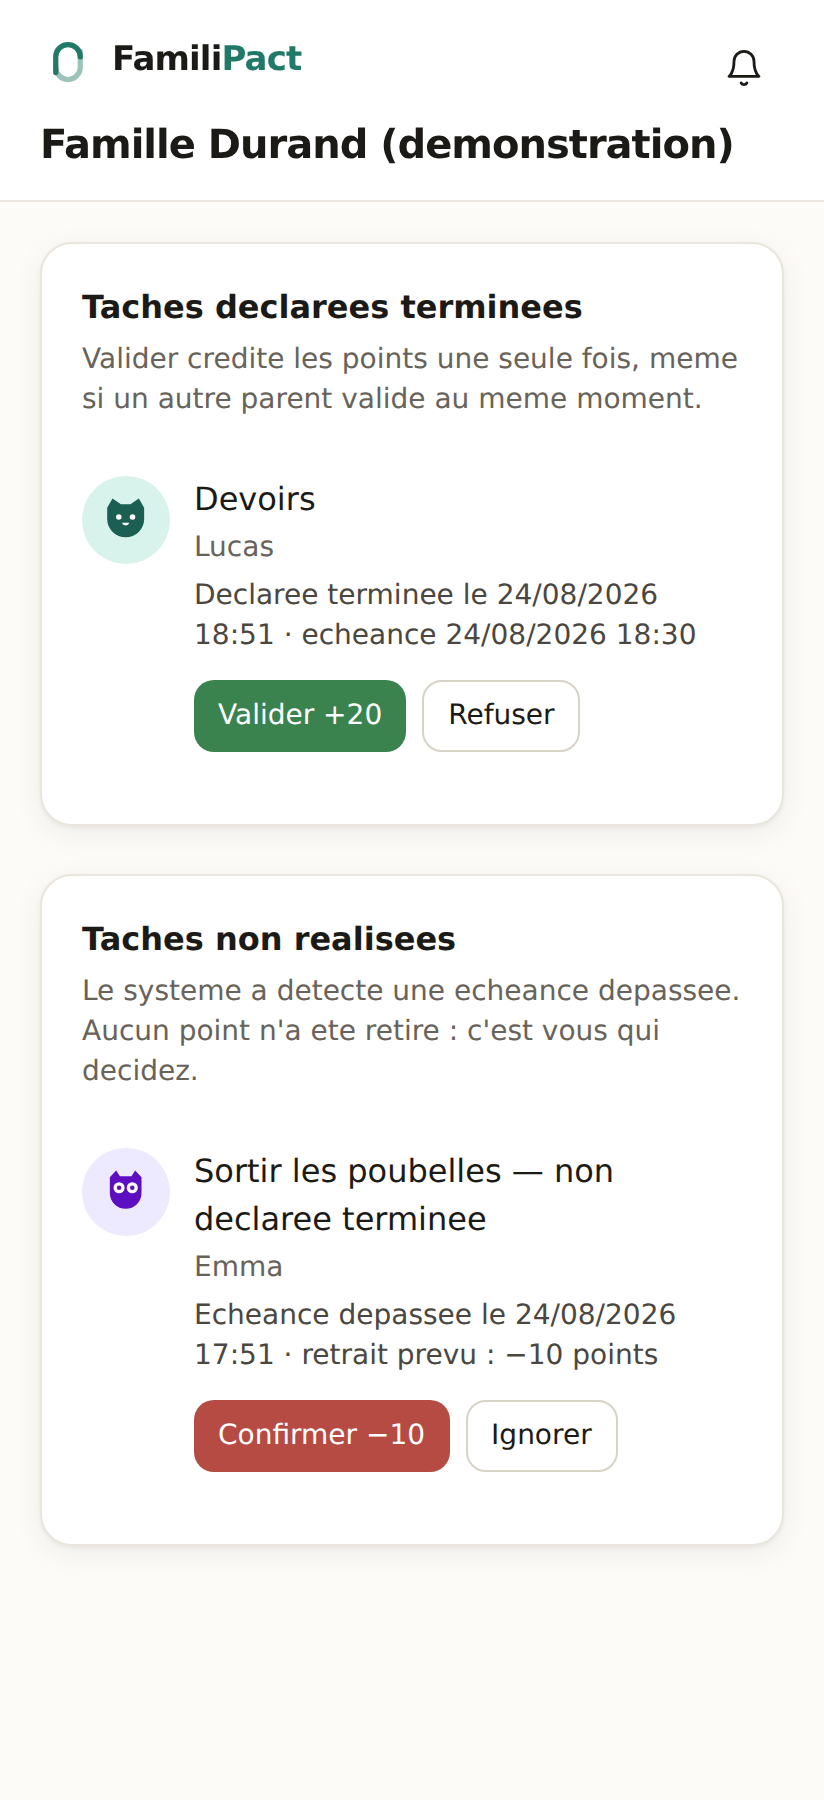 FamiliPact
Famille Durand (demonstration)
Taches declarees terminees
Valider credite les points une seule fois, meme
si un autre parent valide au meme moment.
Devoirs
Lucas
Declaree terminee le 24/08/2026
18:51 · echeance 24/08/2026 18:30
Valider +20
Refuser
Taches non realisees
Le systeme a detecte une echeance depassee.
Aucun point n'a ete retire : c'est vous qui
decidez.
Sortir les poubelles — non
declaree terminee
Emma
Echeance depassee le 24/08/2026
17:51 · retrait prevu : −10 points
Confirmer −10
Ignorer